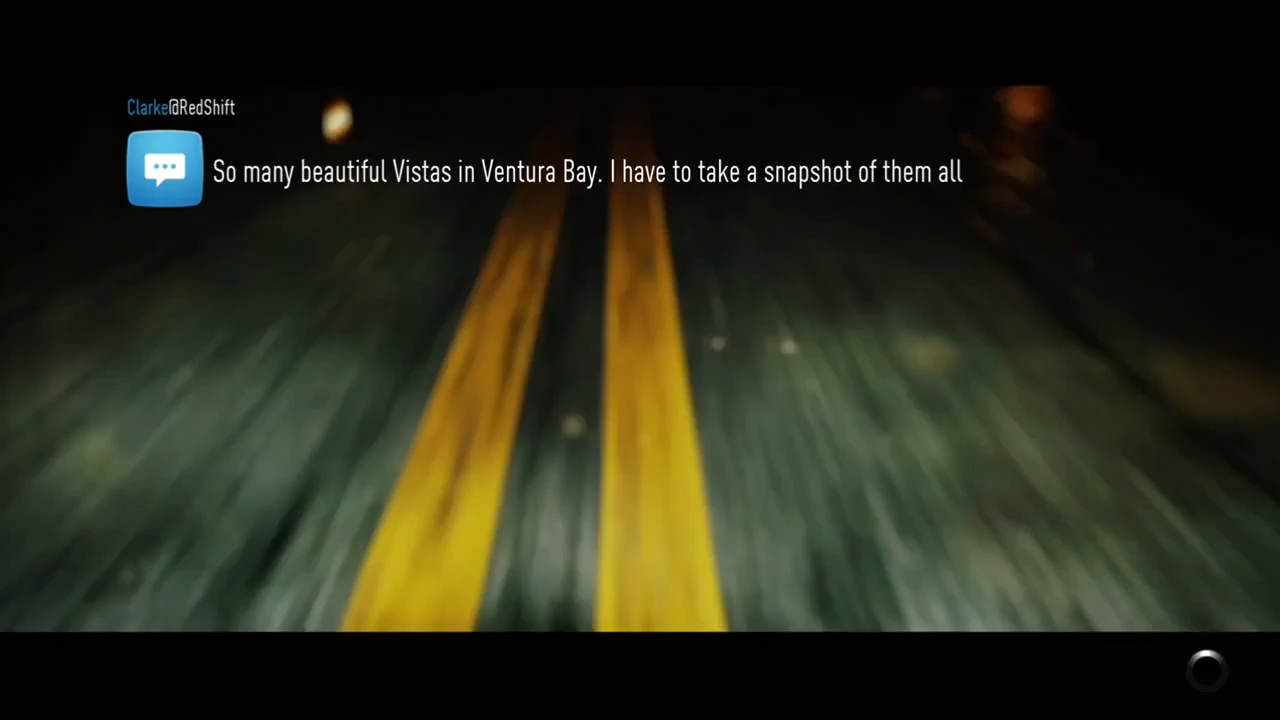 Clarke@RedShift
So many beautiful Vistas in Ventura Bay. I have to take a snapshot of them all